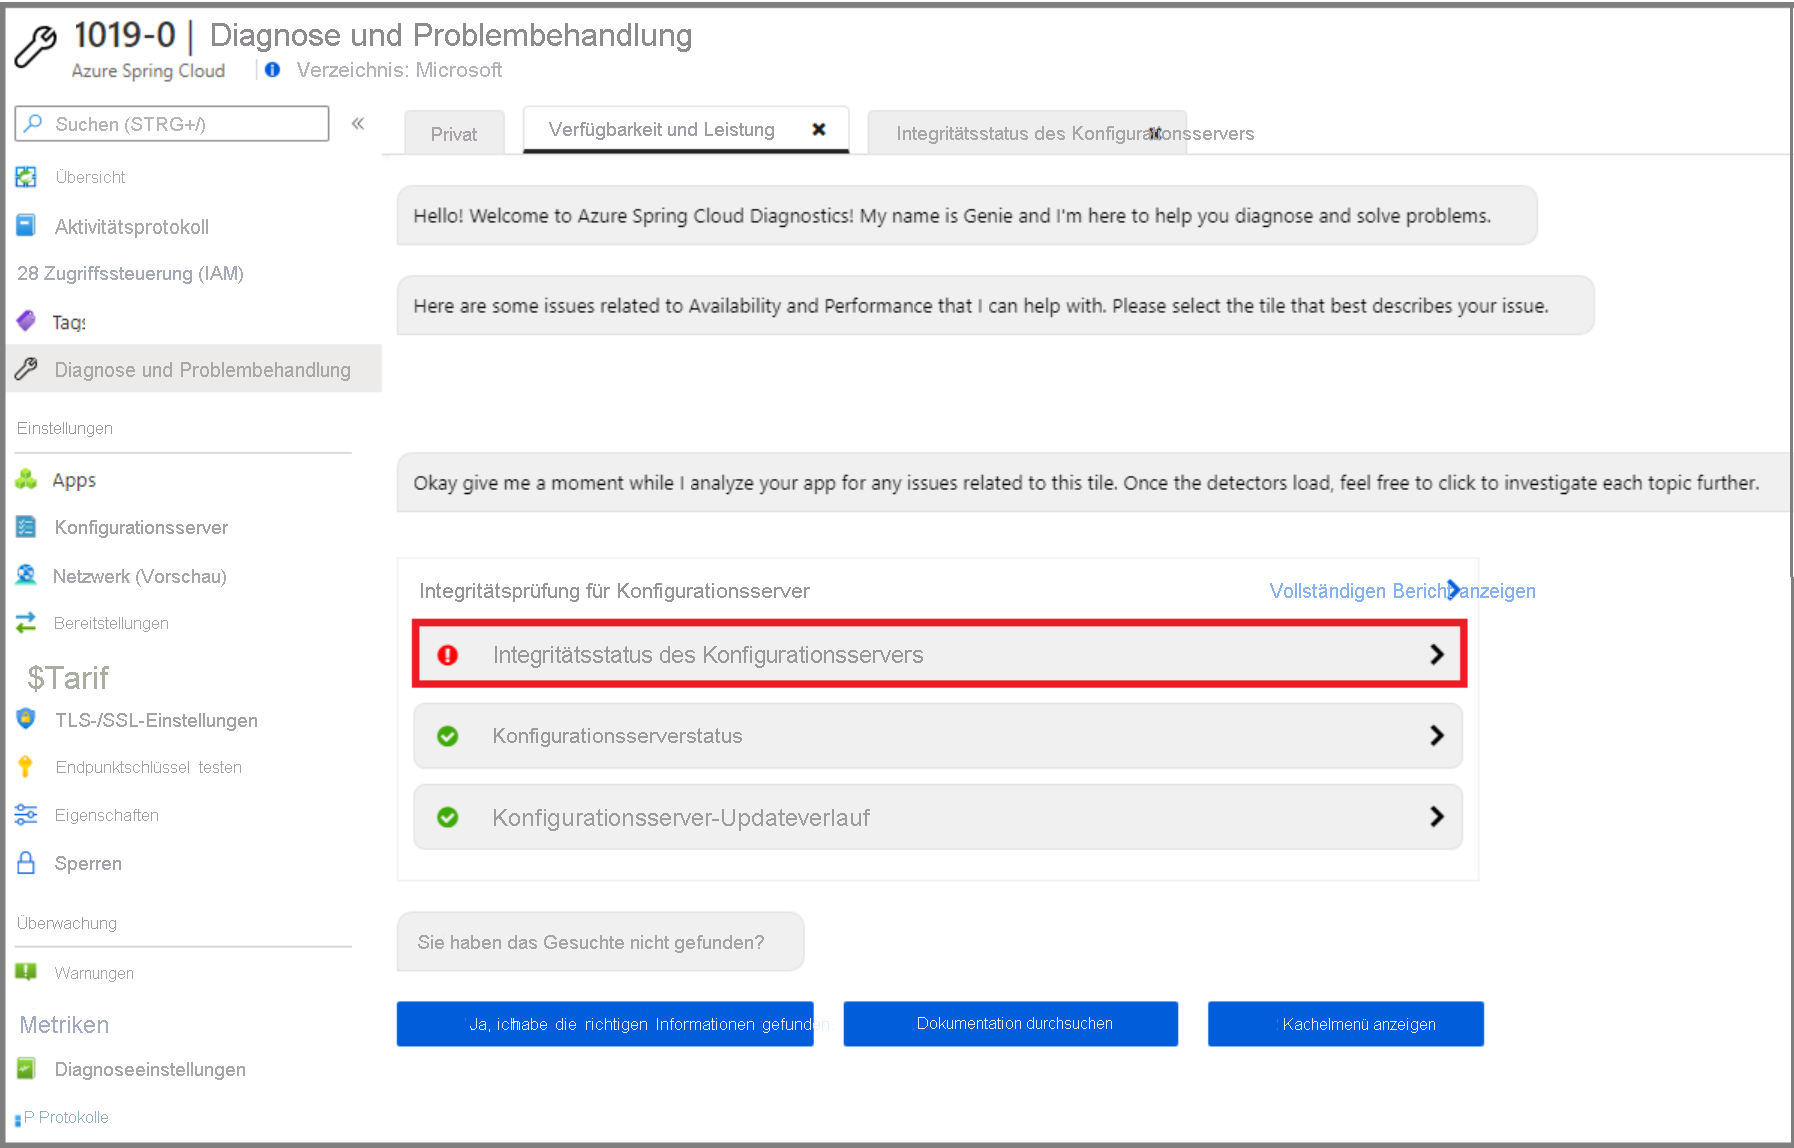 1019-0 | Diagnose und Problembehandlung
Azure Spring Cloud
Verzeichnis: Microsoft
Suchen (STRG+/)
«
Übersicht
Aktivitätsprotokoll
28 Zugriffssteuerung (IAM)
Tags
Diagnose und Problembehandlung
Einstellungen
Apps
Konfigurationsserver
Netzwerk (Vorschau)
Bereitstellungen
$Tarif
TLS-/SSL-Einstellungen
Endpunktschlüssel testen
Eigenschaften
Sperren
Überwachung
Warnungen
Metriken
Diagnoseeinstellungen
P Protokolle
Privat
Verfügbarkeit und Leistung
Integritätsstatus des Konfigurationsservers
Hello! Welcome to Azure Spring Cloud Diagnostics! My name is Genie and I'm here to help you diagnose and solve problems.
Here are some issues related to Availability and Performance that I can help with. Please select the tile that best describes your issue.
Okay give me a moment while I analyze your app for any issues related to this tile. Once the detectors load, feel free to click to investigate each topic further.
Integritätsprüfung für Konfigurationsserver
Vollständigen Bericht anzeigen
Integritätsstatus des Konfigurationsservers
Konfigurationsserverstatus
Konfigurationsserver-Updateverlauf
Sie haben das Gesuchte nicht gefunden?
Ja, ich habe die richtigen Informationen gefunden
Dokumentation durchsuchen
Kachelmenü anzeigen